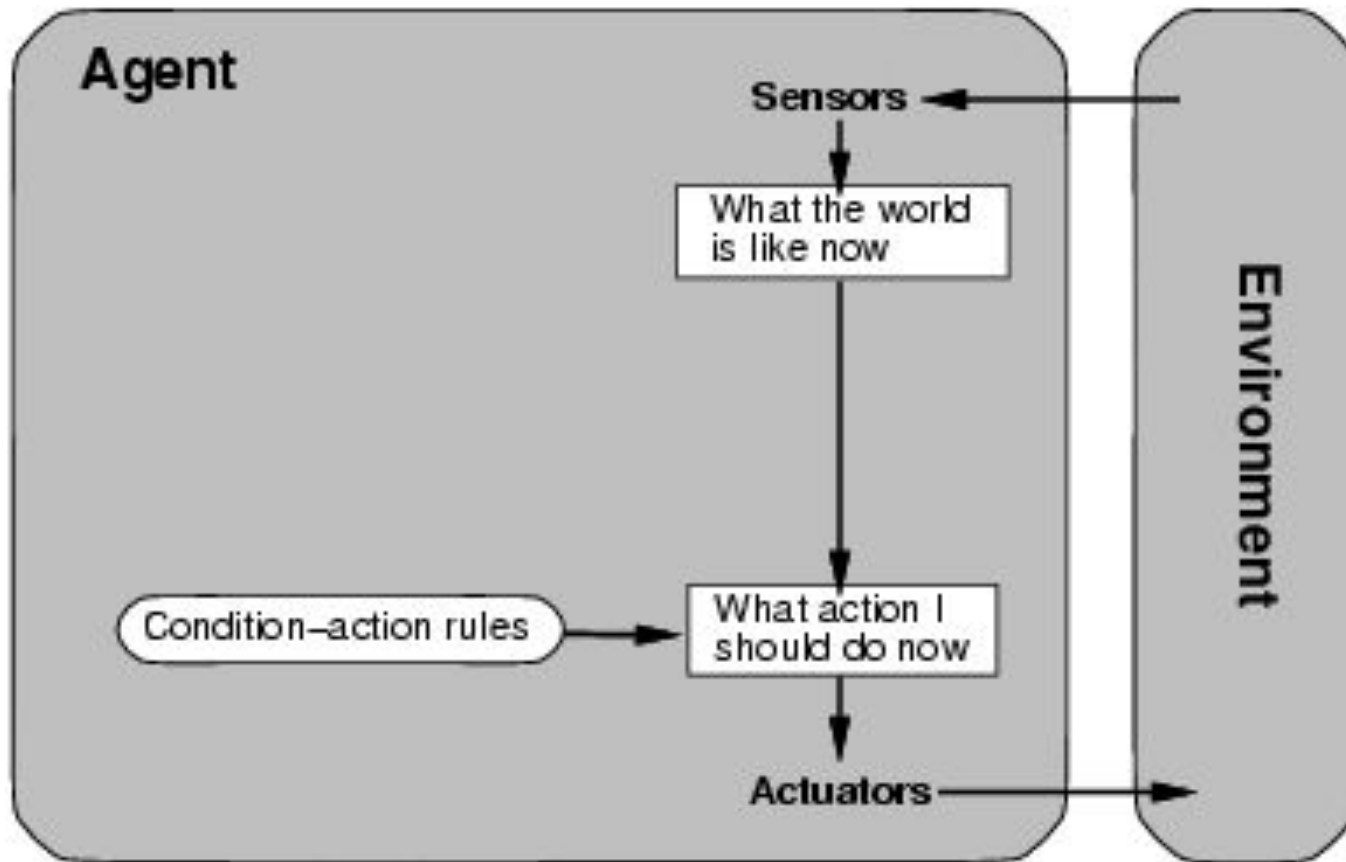 Agent
Sensors
What the world
is like now
Environment
Condition–action rules
What action I
should do now
Actuators